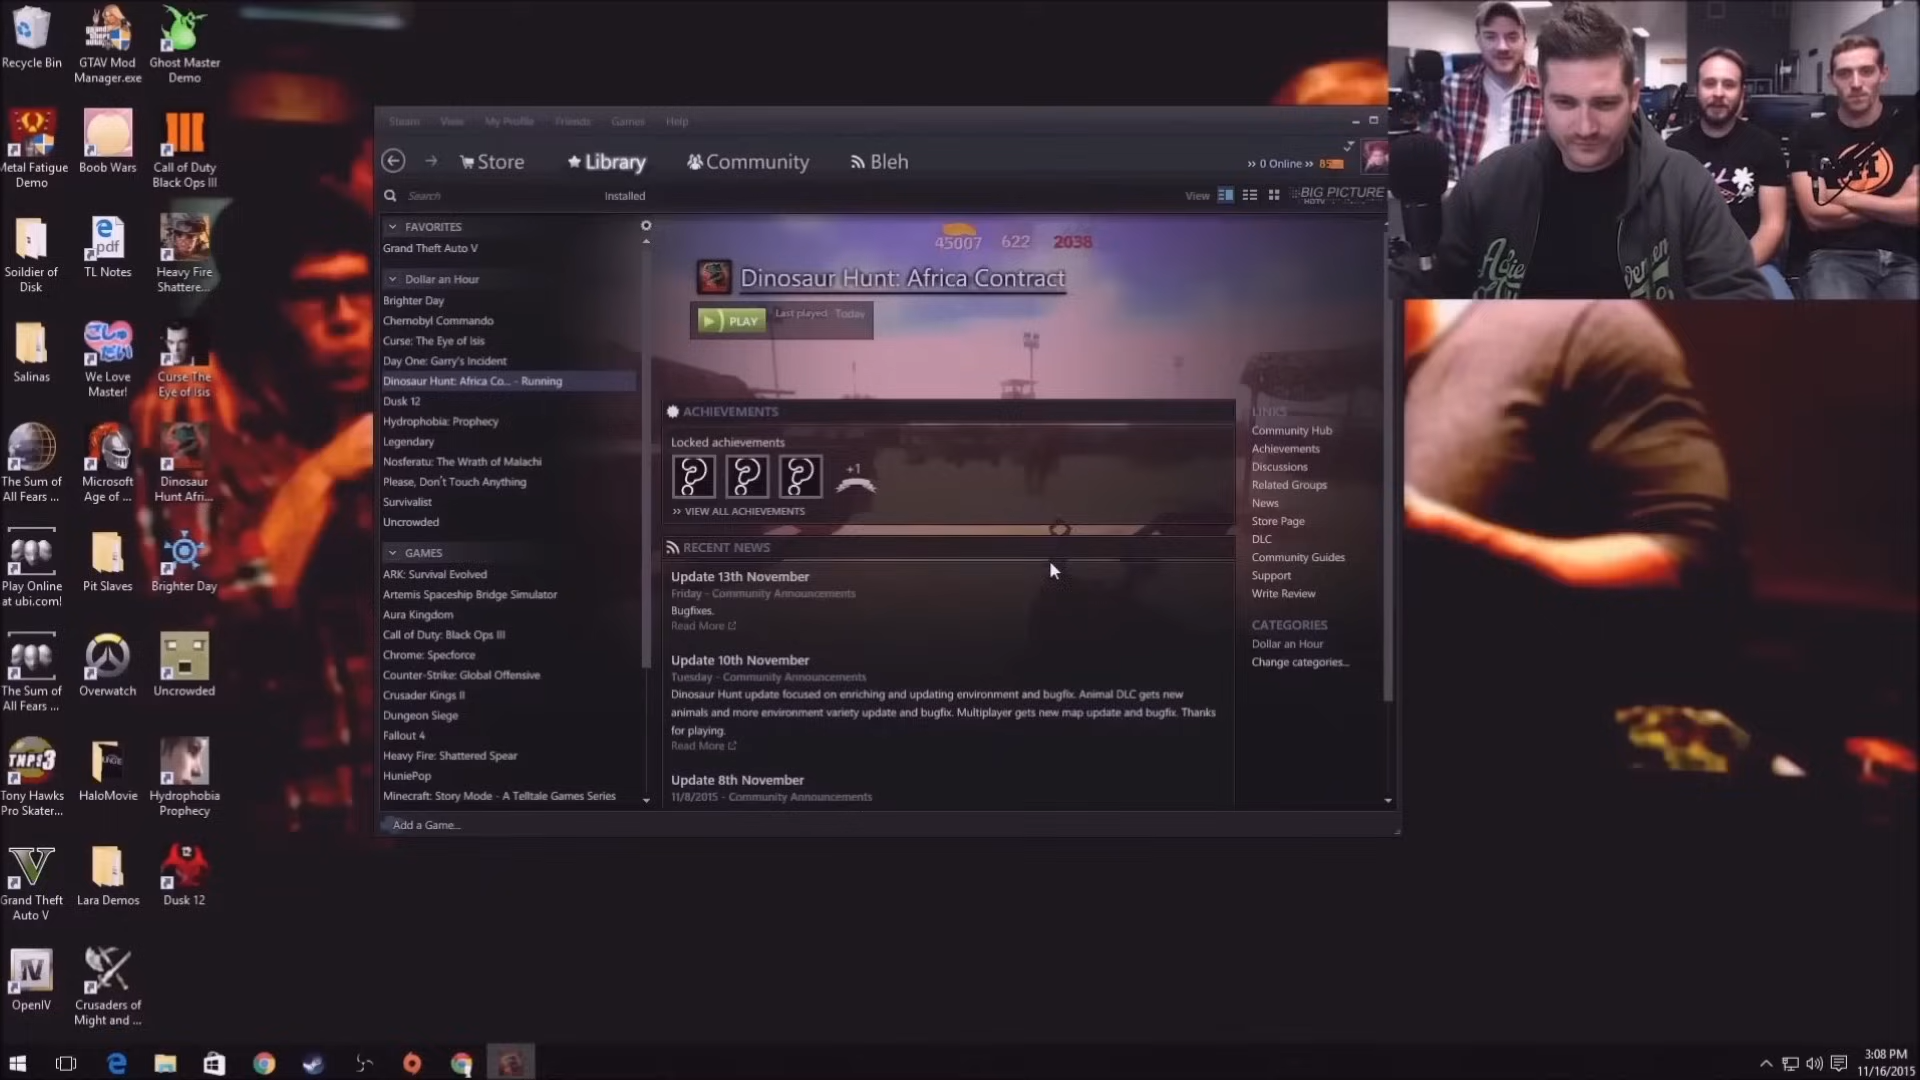 Recycle Bin
GTAV Mod
Manager.exe
Ghost Master
Demo
Metal Fatigue
Demo
Boob Wars
Call of Duty
Black Ops III
Soildier of
Disk
TL Notes
Heavy Fire
Shattere...
Salinas
We Love
Master!
Curse The
Eye of Isis
The Sum of
All Fears ...
Microsoft
Age of ...
Dinosaur
Hunt Afri...
Play Online
at ubi.com!
Pit Slaves
Brighter Day
The Sum of
All Fears ...
Overwatch
Uncrowded
Tony Hawks
Pro Skater...
HaloMovie
Hydrophobia
Prophecy
Grand Theft
Auto V
Lara Demos
Dusk 12
OpenIV
Crusaders of
Might and ...
Steam View My Profile Friends Games Help
Store Library Community Bleh
0 Online
Search Installed View BIG PICTURE
FAVORITES
Grand Theft Auto V
Dollar an Hour
Brighter Day
Chernobyl Commando
Curse: The Eye of Isis
Day One: Garry's Incident
Dinosaur Hunt: Africa Co... - Running
Dusk 12
Hydrophobia: Prophecy
Legendary
Nosferatu: The Wrath of Malachi
Please, Don't Touch Anything
Survivalist
Uncrowded
GAMES
ARK: Survival Evolved
Artemis Spaceship Bridge Simulator
Aura Kingdom
Call of Duty: Black Ops III
Chrome: Specforce
Counter-Strike: Global Offensive
Crusader Kings II
Dungeon Siege
Fallout 4
Heavy Fire: Shattered Spear
HuniePop
Minecraft: Story Mode - A Telltale Games Series
Add a Game...
45007 622 2038
Dinosaur Hunt: Africa Contract
PLAY Last played Today
ACHIEVEMENTS
Locked achievements
+1
VIEW ALL ACHIEVEMENTS
RECENT NEWS
Update 13th November
Friday - Community Announcements
Bugfixes.
Read More
Update 10th November
Tuesday - Community Announcements
Dinosaur Hunt update focused on enriching and updating environment and bugfix. Animal DLC gets new
animals and more environment variety update and bugfix. Multiplayer gets new map update and bugfix. Thanks
for playing.
Read More
Update 8th November
11/8/2015 - Community Announcements
LINKS
Community Hub
Achievements
Discussions
Related Groups
News
Store Page
DLC
Community Guides
Support
Write Review
CATEGORIES
Dollar an Hour
Change categories...
3:08 PM
11/16/2015